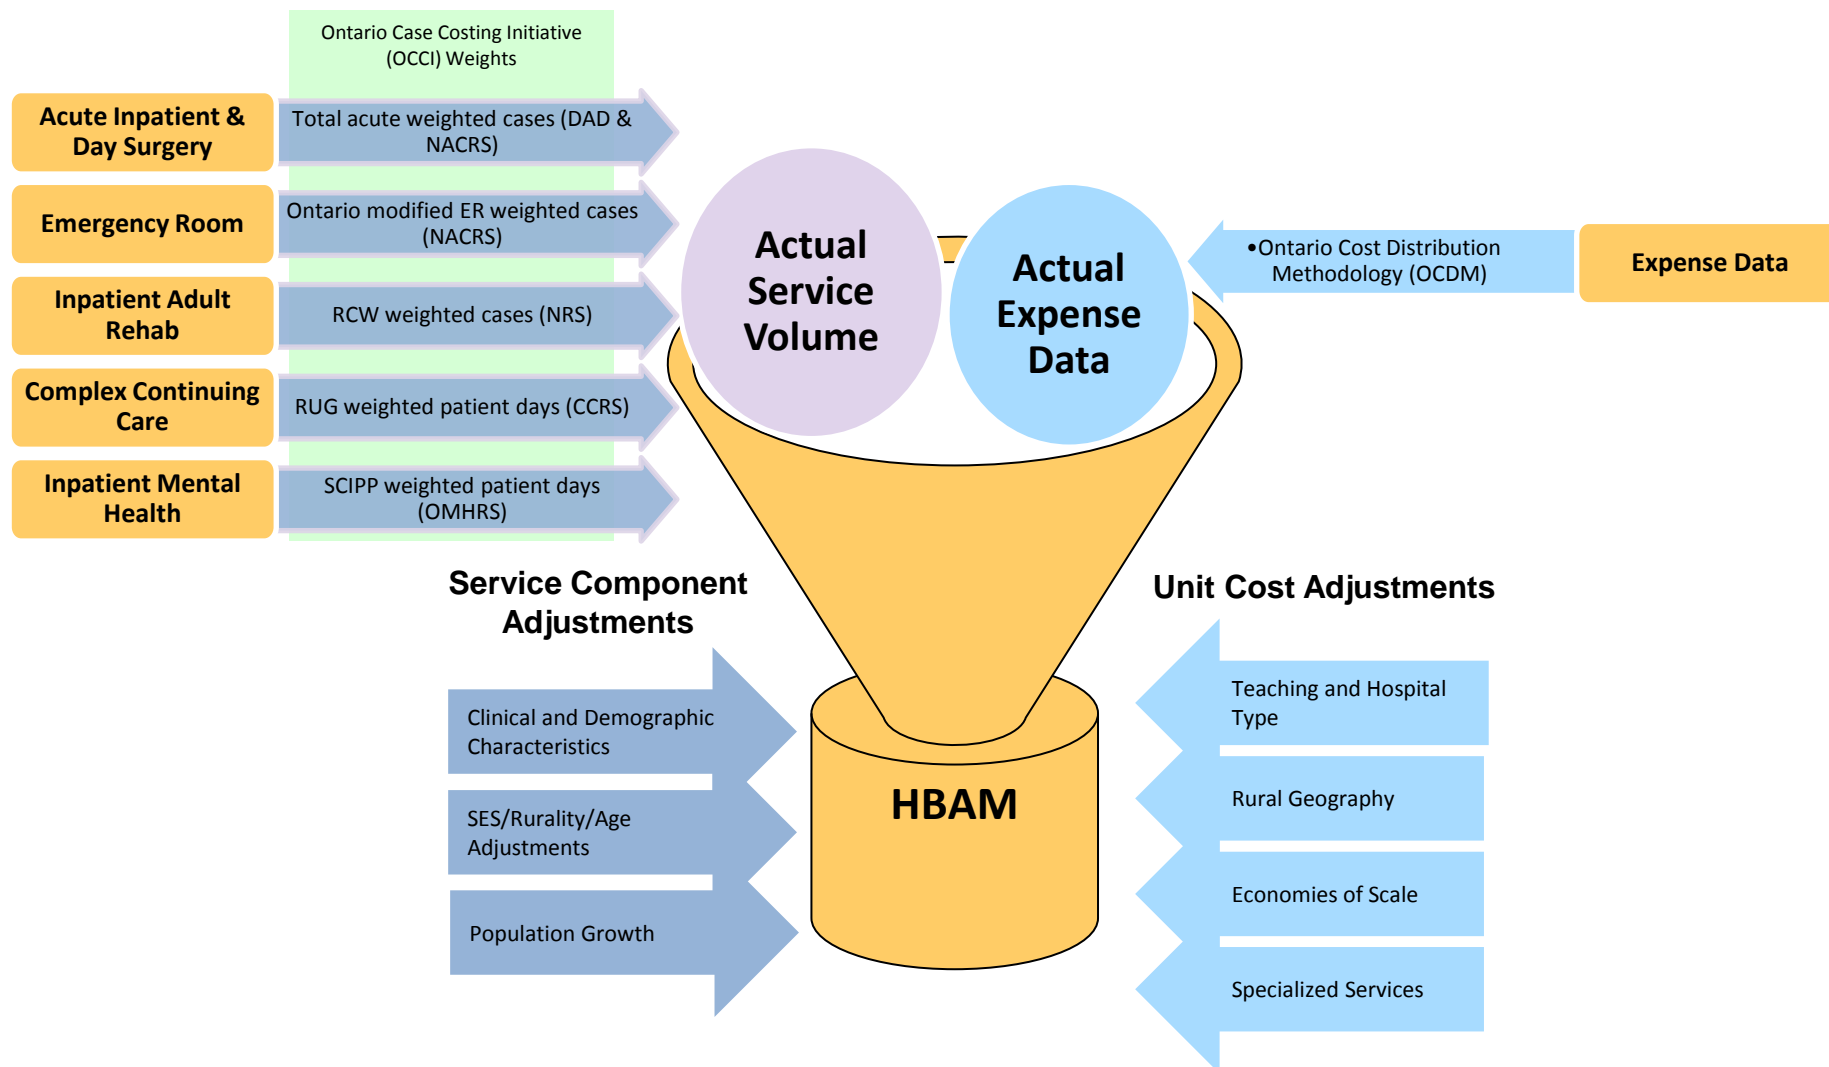 Ontario Case Costing Initiative
(OCCI) Weights
Acute Inpatient &
Day Surgery
Total acute weighted cases (DAD &
NACRS)
Emergency Room
Ontario modified ER weighted cases
(NACRS)
Inpatient Adult
Rehab
RCW weighted cases (NRS)
Complex Continuing
Care
RUG weighted patient days (CCRS)
Inpatient Mental
Health
SCIPP weighted patient days
(OMHRS)
Actual
Service
Volume
Actual
Expense
Data
•Ontario Cost Distribution
Methodology (OCDM)
Expense Data
Service Component
Adjustments
Clinical and Demographic
Characteristics
SES/Rurality/Age
Adjustments
Population Growth
HBAM
Unit Cost Adjustments
Teaching and Hospital
Type
Rural Geography
Economies of Scale
Specialized Services